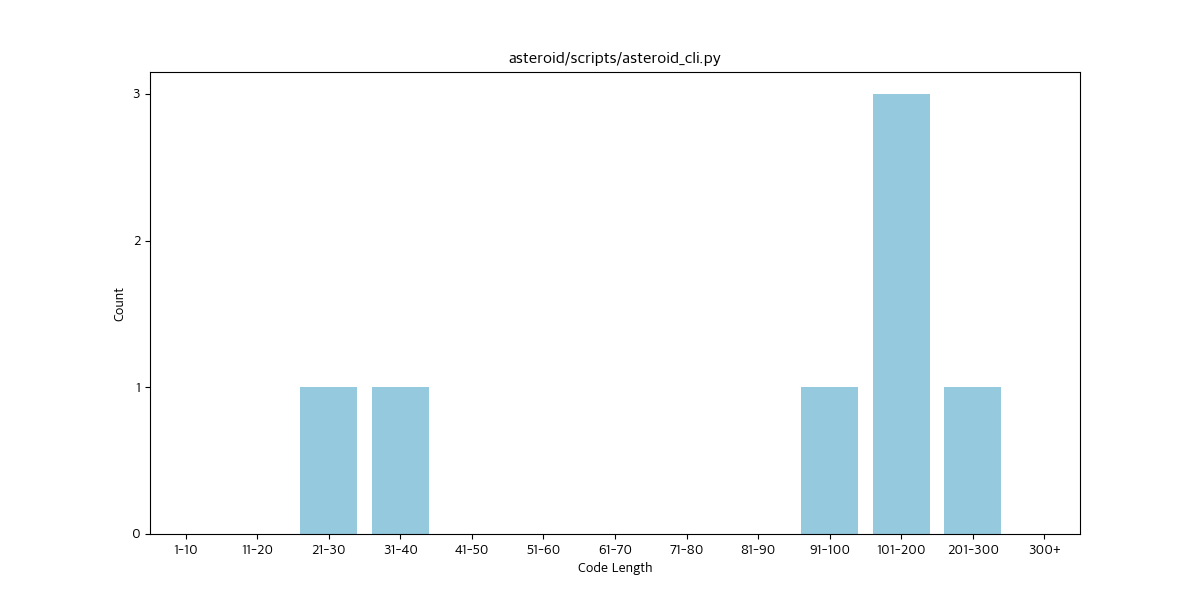 asteroid/scripts/asteroid_cli.py
3
2
1
0
Count
1-10 11-20 21-30 31-40 41-50 51-60 61-70 71-80 81-90 91-100 101-200 201-300 300+
Code Length